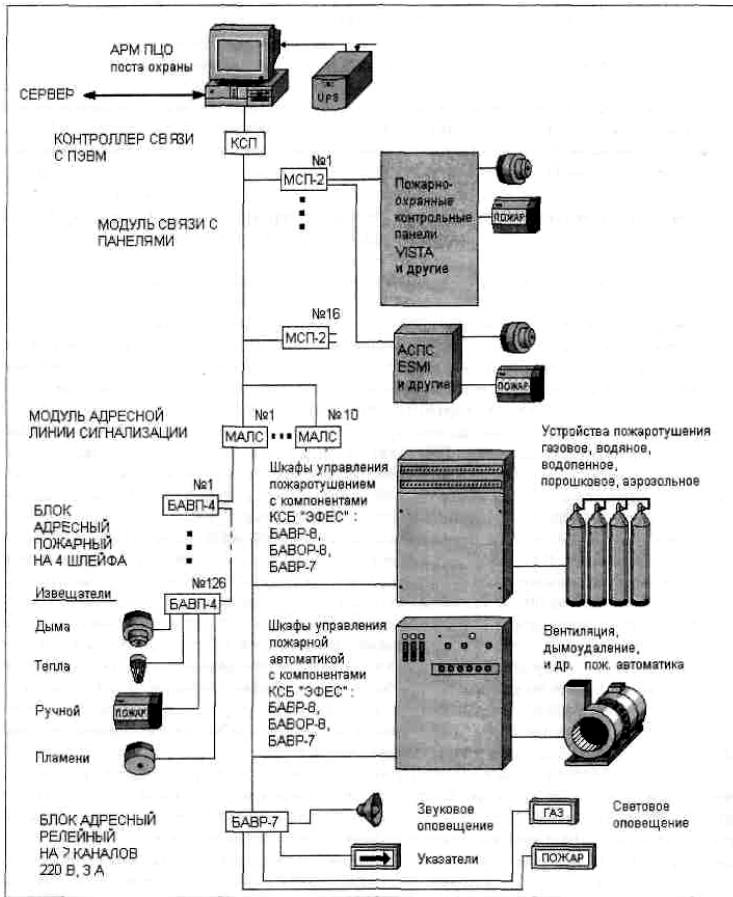 АРМ ПЦО
поста охраны
UPS
СЕРВЕР
КОНТРОЛЛЕР СВЯЗИ
С ПЭВМ
КСП
№1
МСП-2
Пожарно-
охранные
контрольные
панели
VISTA
и другие
ПОЖАР
МОДУЛЬ СВЯЗИ С
ПАНЕЛЯМИ
№16
МСП-2
АСПС
ESMI
и другие
ПОЖАР
МОДУЛЬ АДРЕСНОЙ
ЛИНИИ СИГНАЛИЗАЦИИ
№1
№10
МАЛС
МАЛС
Устройства пожаротушения
газовое, водяное,
водопенное,
порошковое, аэрозольное
Шкафы управления
пожаротушением
с компонентами
КСБ "ЭФЕС" :
БАВР-8,
БАВОР-8,
БАВР-7
№1
БАВП-4
БЛОК
АДРЕСНЫЙ
ПОЖАРНЫЙ
НА 4 ШЛЕЙФА
№126
БАВП-4
Извещатели
Дыма
Тепла
Ручной
ПОЖАР
Пламени
Шкафы управления
пожарной
автоматикой
с компонентами
КСБ "ЭФЕС" :
БАВР-8,
БАВОР-8,
БАВР-7
Вентиляция,
дымоудаление,
и др. пож. автоматика
БЛОК АДРЕСНЫЙ
РЕЛЕЙНЫЙ
НА 7 КАНАЛОВ
220 В, 3 А
БАВР-7
Звуковое
оповещение
ГАЗ
Световое
оповещение
Указатели
ПОЖАР